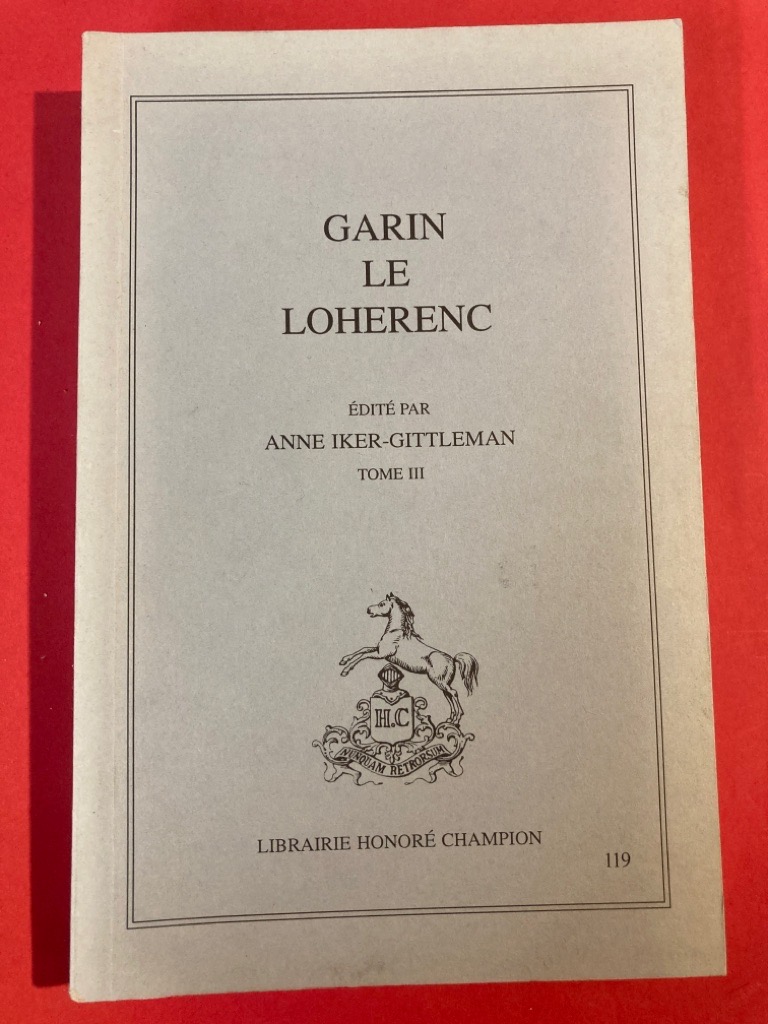 GARIN
LE
LOHERENC
ÉDITÉ PAR
ANNE IKER-GITTLEMAN
TOME III
H.C
NUNQUAM RETRORSUM
LIBRAIRIE HONORÉ CHAMPION
119